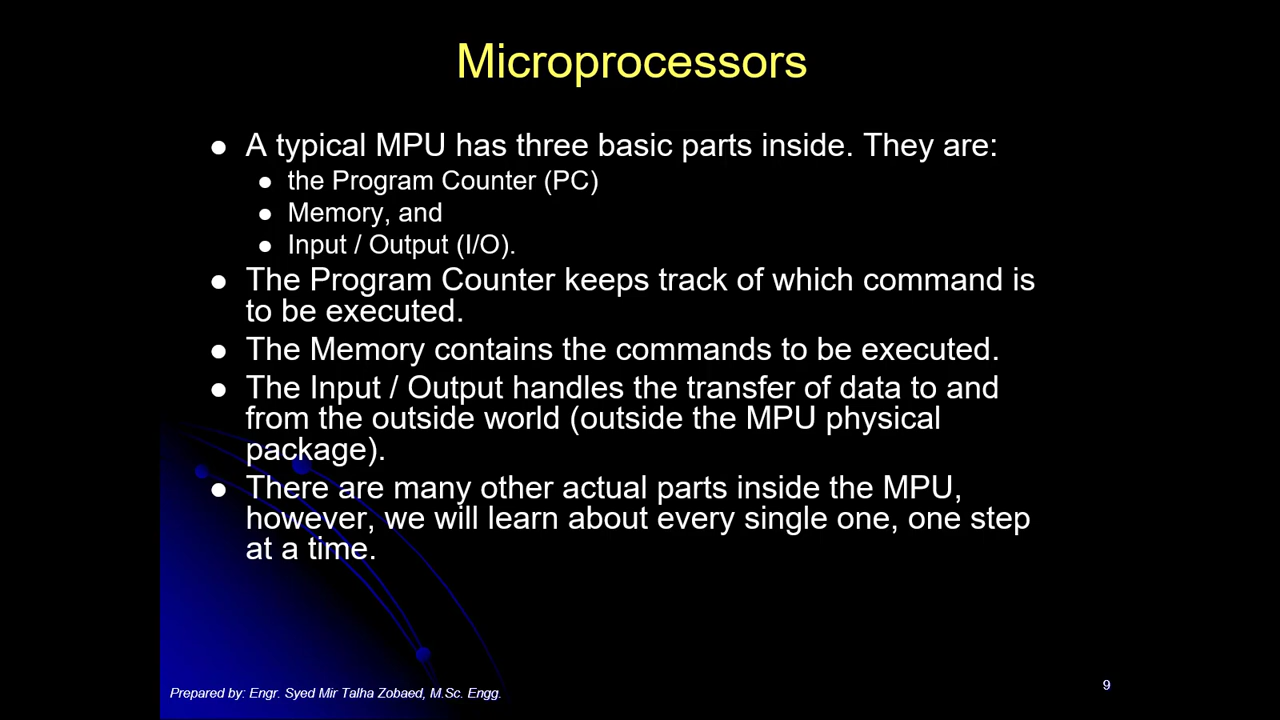 Microprocessors
● A typical MPU has three basic parts inside. They are:
● the Program Counter (PC)
● Memory, and
● Input / Output (I/O).
● The Program Counter keeps track of which command is
to be executed.
● The Memory contains the commands to be executed.
● The Input / Output handles the transfer of data to and
from the outside world (outside the MPU physical
package).
● There are many other actual parts inside the MPU,
however, we will learn about every single one, one step
at a time.
Prepared by: Engr. Syed Mir Talha Zobaed, M.Sc. Engg.
9